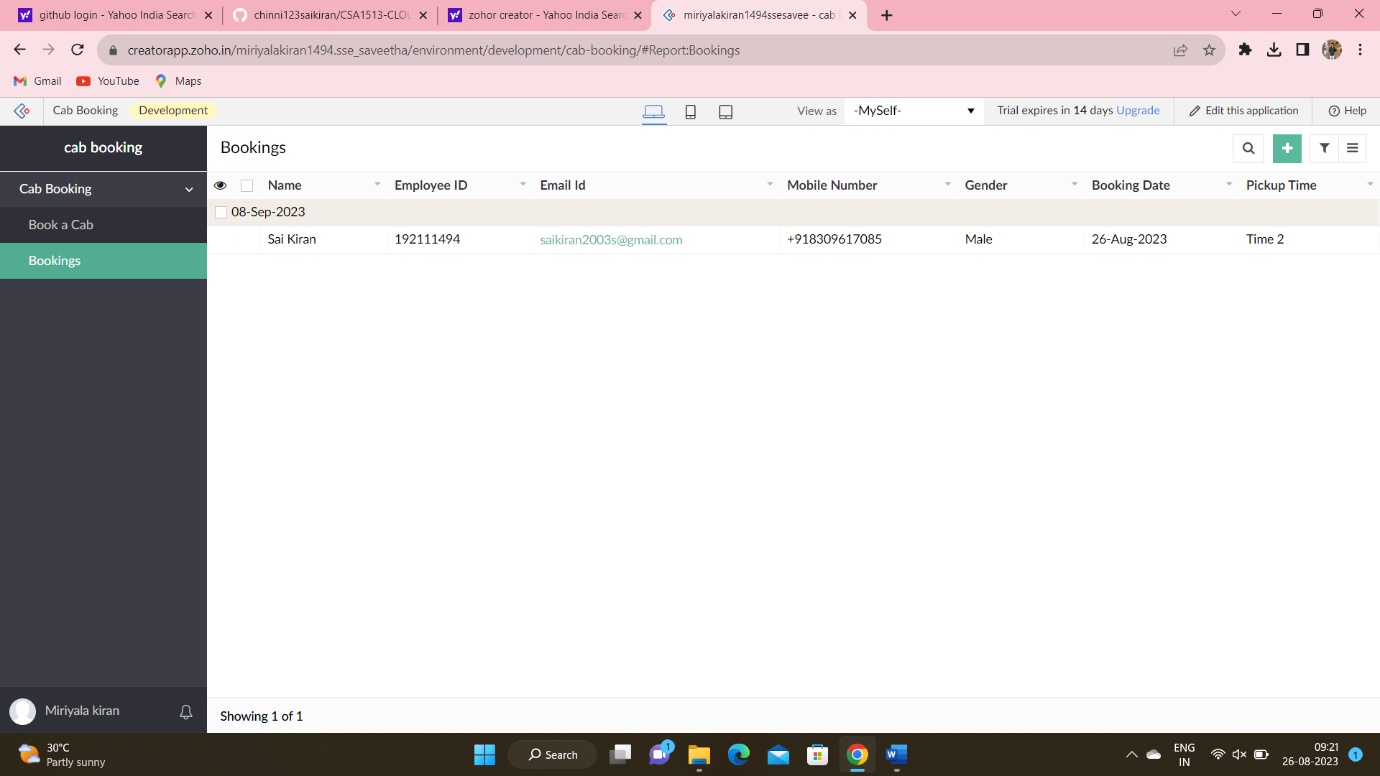 github login - Yahoo India Search
chinni123saikiran/CSA1513-CLOU
zohor creator - Yahoo India Searc
miriyalakiran1494ssesavee - cab
creatorapp.zoho.in/miriyalakiran1494.sse_saveetha/environment/development/cab-booking/#Report:Bookings
Gmail YouTube Maps
Cab Booking Development View as -MySelf- Trial expires in 14 days Upgrade Edit this application Help
cab booking
Cab Booking
Book a Cab
Bookings
Bookings
Name Employee ID Email Id Mobile Number Gender Booking Date Pickup Time
08-Sep-2023
Sai Kiran 192111494 saikiran2003s@gmail.com +918309617085 Male 26-Aug-2023 Time 2
Miriyala kiran
Showing 1 of 1
30°C
Partly sunny
Search
1
W
ENG
IN
09:21
26-08-2023
1